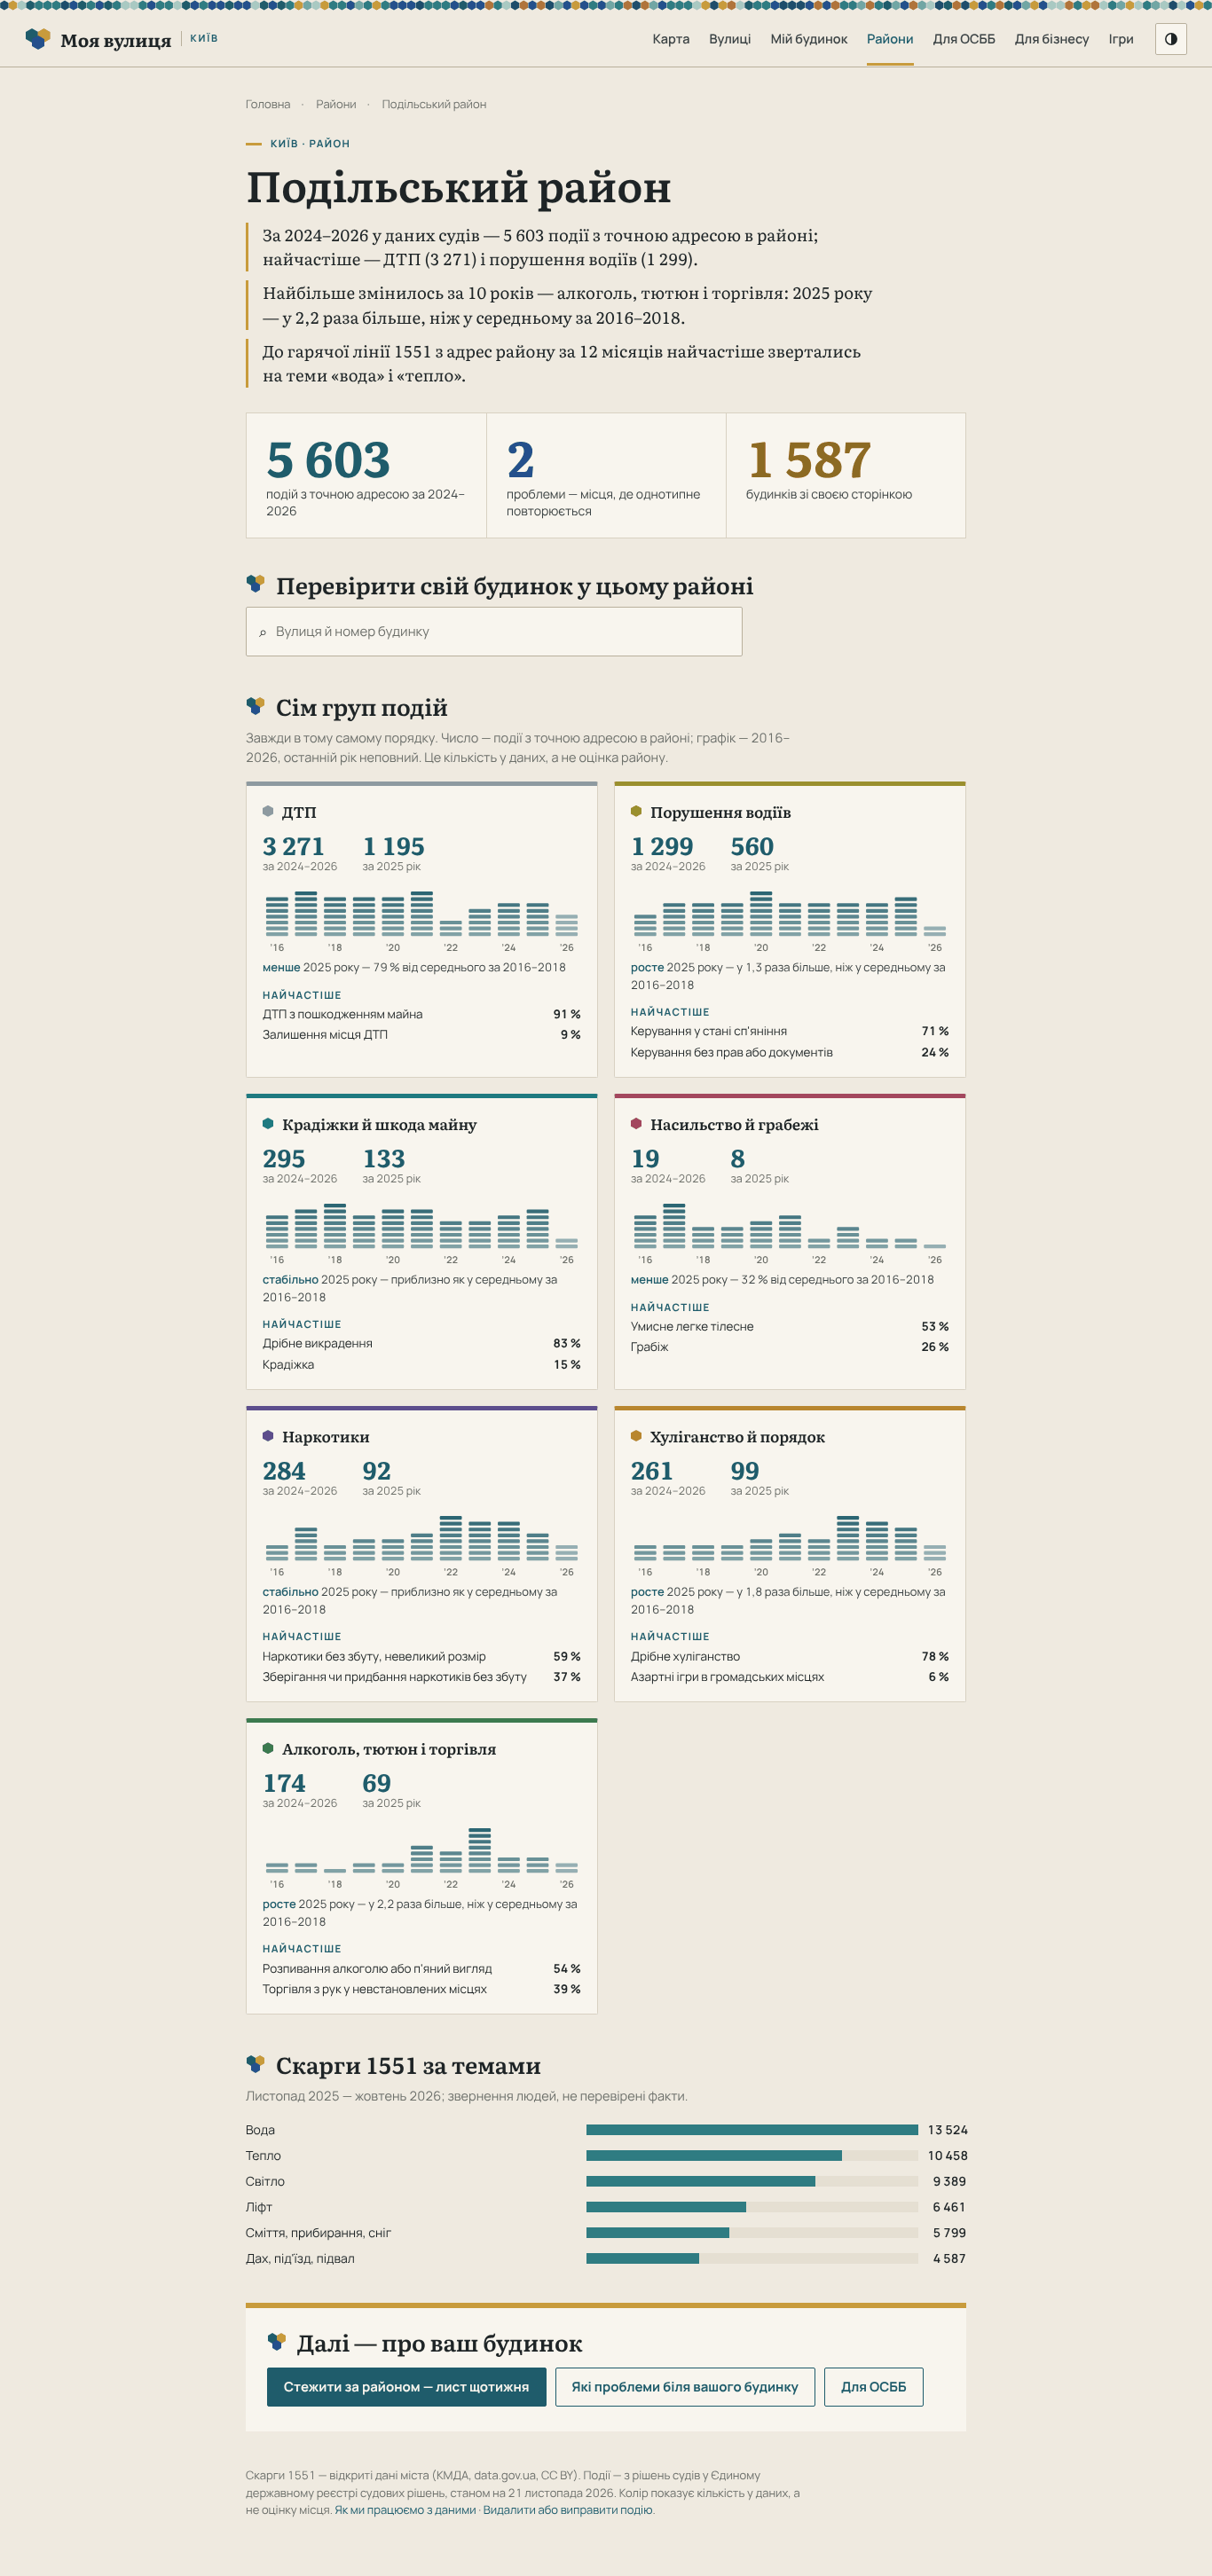 Моя вулиця КИЇВ
Карта Вулиці Мій будинок Райони Для ОСББ Для бізнесу Ігри
Головна · Райони · Подільський район
КИЇВ · РАЙОН
Подільський район
За 2024–2026 у даних судів — 5 603 події з точною адресою в районі;
найчастіше — ДТП (3 271) і порушення водіїв (1 299).
Найбільше змінилось за 10 років — алкоголь, тютюн і торгівля: 2025 року
— у 2,2 раза більше, ніж у середньому за 2016–2018.
До гарячої лінії 1551 з адрес району за 12 місяців найчастіше звертались
на теми «вода» і «тепло».
5 603
подій з точною адресою за 2024–
2026
2
проблеми — місця, де однотипне
повторюється
1 587
будинків зі своєю сторінкою
Перевірити свій будинок у цьому районі
Вулиця й номер будинку
Сім груп подій
Завжди в тому самому порядку. Число — події з точною адресою в районі; графік — 2016–
2026, останній рік неповний. Це кількість у даних, а не оцінка району.
ДТП
3 271 1 195
за 2024–2026 за 2025 рік
'16 '18 '20 '22 '24 '26
менше 2025 року — 79 % від середнього за 2016–2018
НАЙЧАСТІШЕ
ДТП з пошкодженням майна 91 %
Залишення місця ДТП 9 %
Порушення водіїв
1 299 560
за 2024–2026 за 2025 рік
'16 '18 '20 '22 '24 '26
росте 2025 року — у 1,3 раза більше, ніж у середньому за
2016–2018
НАЙЧАСТІШЕ
Керування у стані сп'яніння 71 %
Керування без прав або документів 24 %
Крадіжки й шкода майну
295 133
за 2024–2026 за 2025 рік
'16 '18 '20 '22 '24 '26
стабільно 2025 року — приблизно як у середньому за
2016–2018
НАЙЧАСТІШЕ
Дрібне викрадення 83 %
Крадіжка 15 %
Насильство й грабежі
19 8
за 2024–2026 за 2025 рік
'16 '18 '20 '22 '24 '26
менше 2025 року — 32 % від середнього за 2016–2018
НАЙЧАСТІШЕ
Умисне легке тілесне 53 %
Грабіж 26 %
Наркотики
284 92
за 2024–2026 за 2025 рік
'16 '18 '20 '22 '24 '26
стабільно 2025 року — приблизно як у середньому за
2016–2018
НАЙЧАСТІШЕ
Наркотики без збуту, невеликий розмір 59 %
Зберігання чи придбання наркотиків без збуту 37 %
Хуліганство й порядок
261 99
за 2024–2026 за 2025 рік
'16 '18 '20 '22 '24 '26
росте 2025 року — у 1,8 раза більше, ніж у середньому за
2016–2018
НАЙЧАСТІШЕ
Дрібне хуліганство 78 %
Азартні ігри в громадських місцях 6 %
Алкоголь, тютюн і торгівля
174 69
за 2024–2026 за 2025 рік
'16 '18 '20 '22 '24 '26
росте 2025 року — у 2,2 раза більше, ніж у середньому за
2016–2018
НАЙЧАСТІШЕ
Розпивання алкоголю або п'яний вигляд 54 %
Торгівля з рук у невстановлених місцях 39 %
Скарги 1551 за темами
Листопад 2025 — жовтень 2026; звернення людей, не перевірені факти.
Вода 13 524
Тепло 10 458
Світло 9 389
Ліфт 6 461
Сміття, прибирання, сніг 5 799
Дах, під'їзд, підвал 4 587
Далі — про ваш будинок
Стежити за районом — лист щотижня Які проблеми біля вашого будинку Для ОСББ
Скарги 1551 — відкриті дані міста (КМДА, data.gov.ua, CC BY). Події — з рішень судів у Єдиному
державному реєстрі судових рішень, станом на 21 листопада 2026. Колір показує кількість у даних, а
не оцінку місця. Як ми працюємо з даними · Видалити або виправити подію.